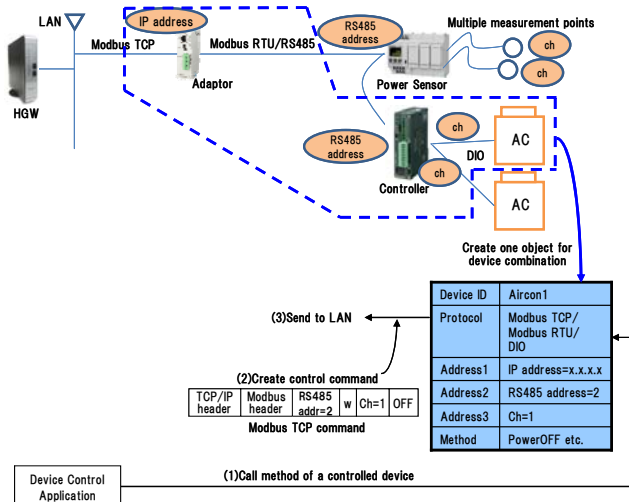 LAN
IP address
Modbus TCP
Modbus RTU/RS485
Adaptor
HGW
RS485
address
Power Sensor
Multiple measurement points
ch
ch
RS485
address
ch
ch
DIO
Controller
AC
AC
Create one object for
device combination
Device ID Aircon1
Protocol Modbus TCP/
Modbus RTU/
DIO
Address1 IP address=x.x.x.x
Address2 RS485 address=2
Address3 Ch=1
Method PowerOFF etc.
(3)Send to LAN
(2)Create control command
TCP/IP
header
Modbus
header
RS485
addr=2
w
Ch=1
OFF
Modbus TCP command
(1)Call method of a controlled device
Device Control
Application